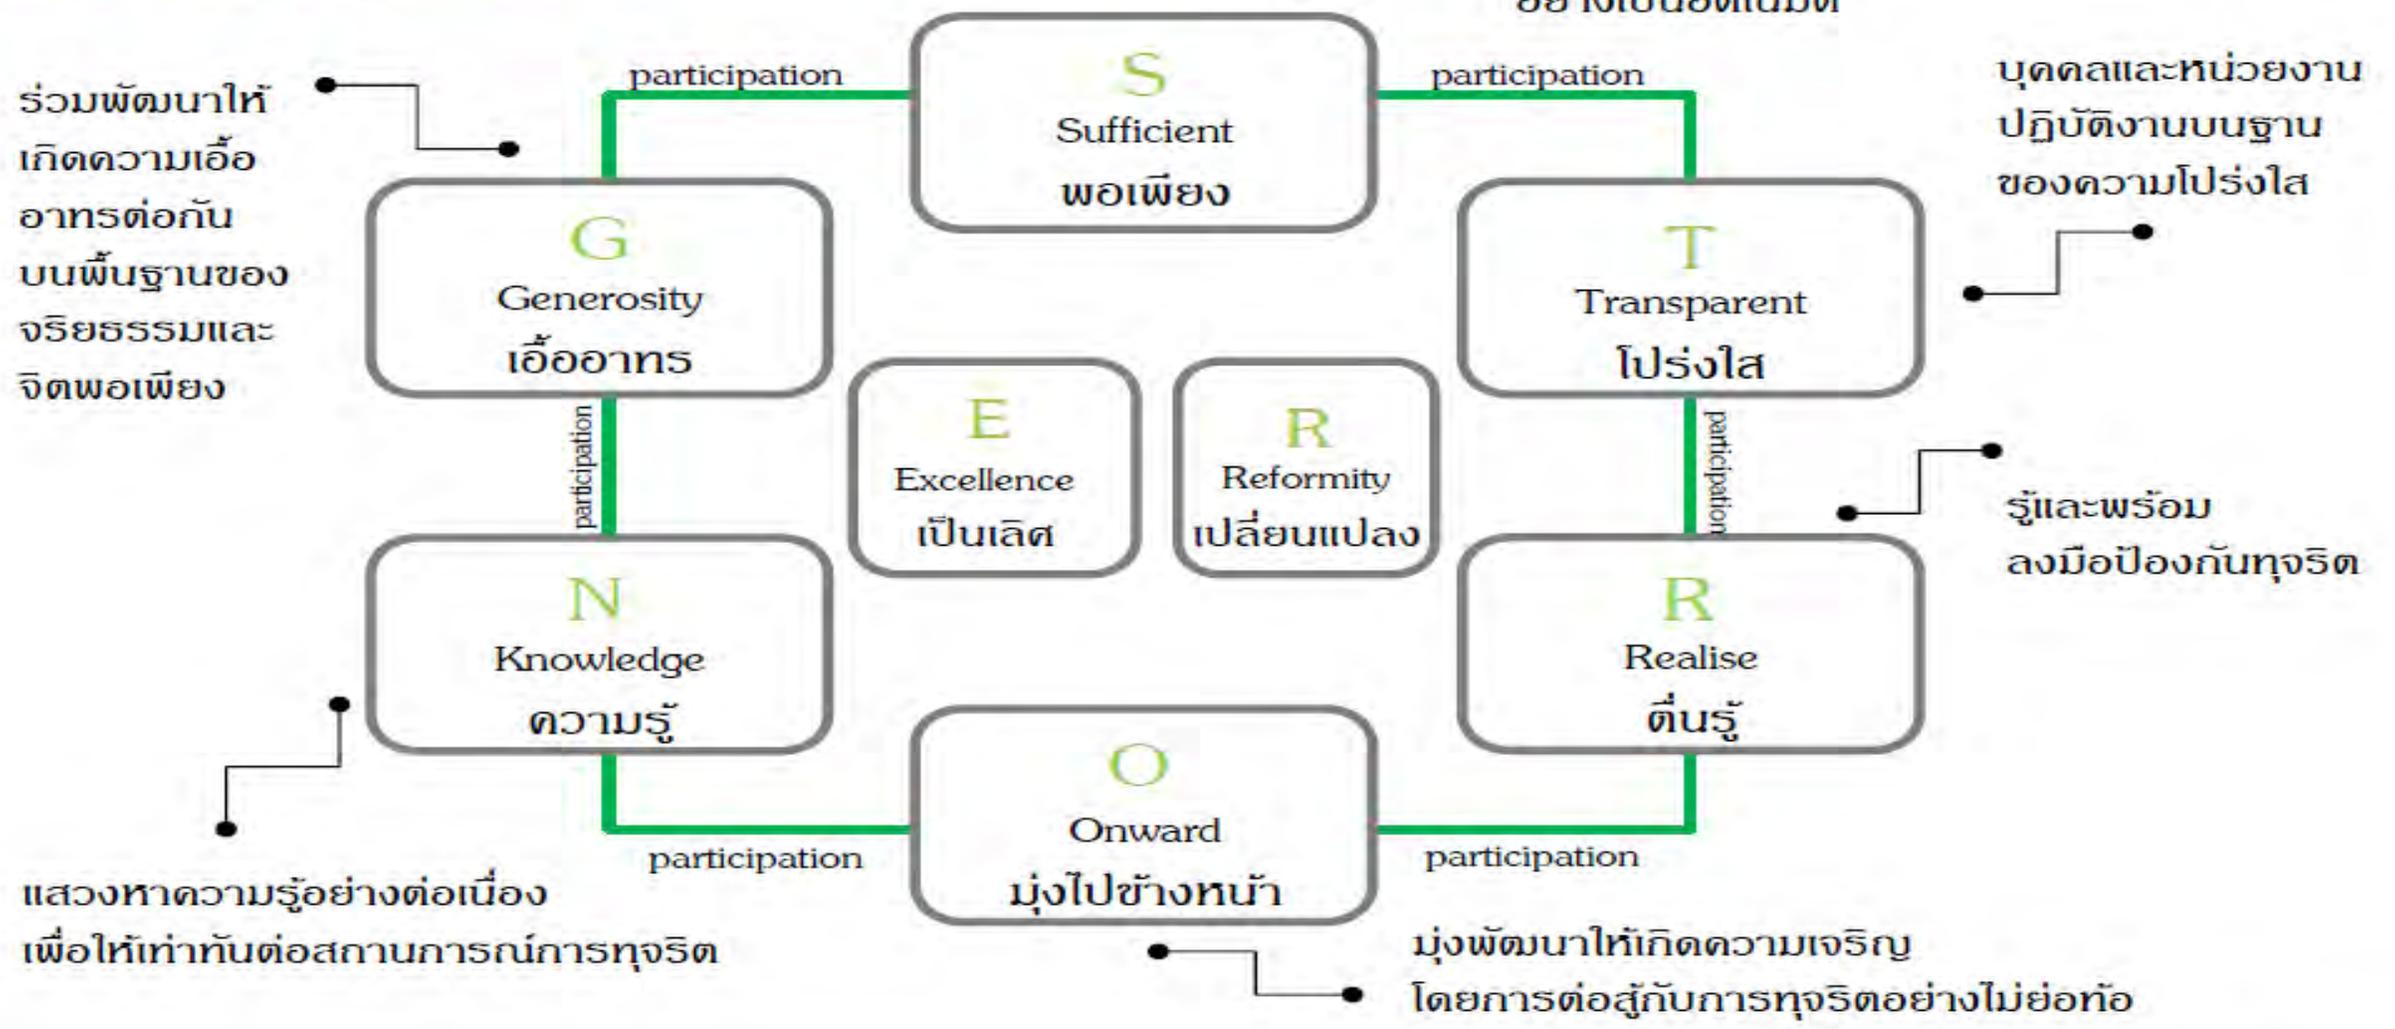 participation
S
Sufficient
พอเพียง
participation
ร่วมพัฒนาให้
เกิดความเอื้อ
อาทรต่อกัน
บนพื้นฐานของ
จริยธรรมและ
จิตพอเพียง
บุคคลและหน่วยงาน
ปฏิบัติงานบนฐาน
ของความโปร่งใส
G
Generosity
เอื้ออาทร
T
Transparent
โปร่งใส
E
Excellence
เป็นเลิศ
R
Reformity
เปลี่ยนแปลง
participation
participation
รู้และพร้อม
ลงมือป้องกันทุจริต
N
Knowledge
ความรู้
R
Realise
ตื่นรู้
O
Onward
มุ่งไปข้างหน้า
participation
participation
แสวงหาความรู้อย่างต่อเนื่อง
เพื่อให้เท่าทันต่อสถานการณ์การทุจริต
มุ่งพัฒนาให้เกิดความเจริญ
โดยการต่อสู้กับการทุจริตอย่างไม่ย่อท้อ